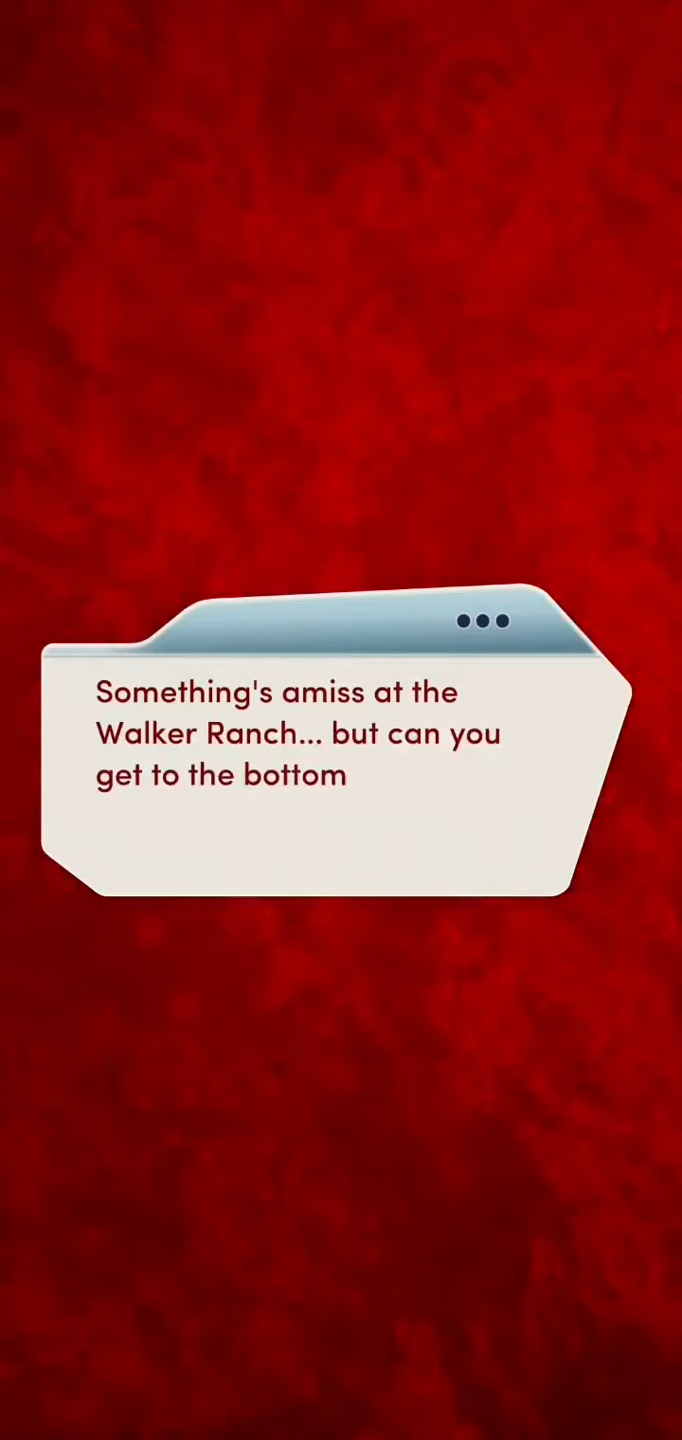 Something's amiss at the
Walker Ranch... but can you
get to the bottom